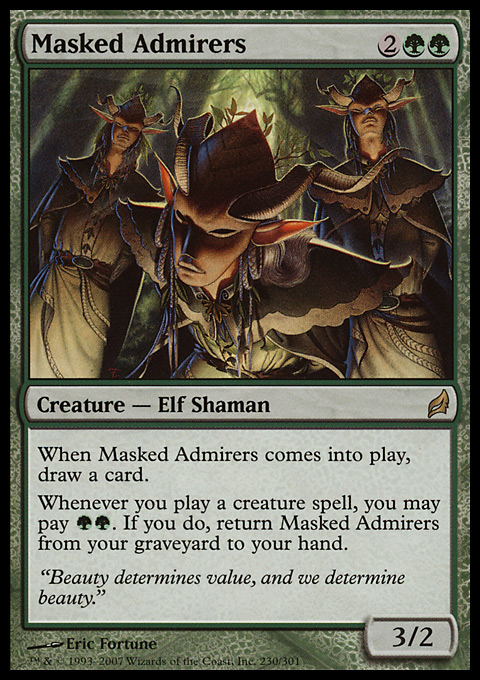 Masked Admirers 2
Creature — Elf Shaman
When Masked Admirers comes into play,
draw a card.
Whenever you play a creature spell, you may
pay . If you do, return Masked Admirers
from your graveyard to your hand.
“Beauty determines value, and we determine
beauty.”
Eric Fortune
3/2
™ & © 1993–2007 Wizards of the Coast, Inc. 230/301